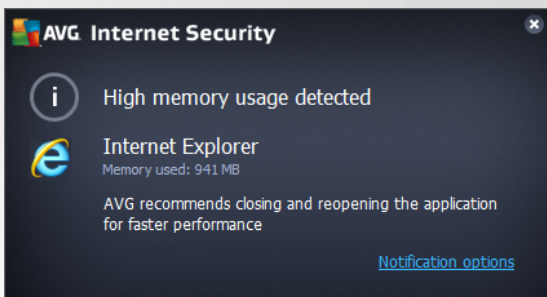 AVG Internet Security
i
High memory usage detected
Internet Explorer
Memory used: 941 MB
AVG recommends closing and reopening the application
for faster performance
Notification options